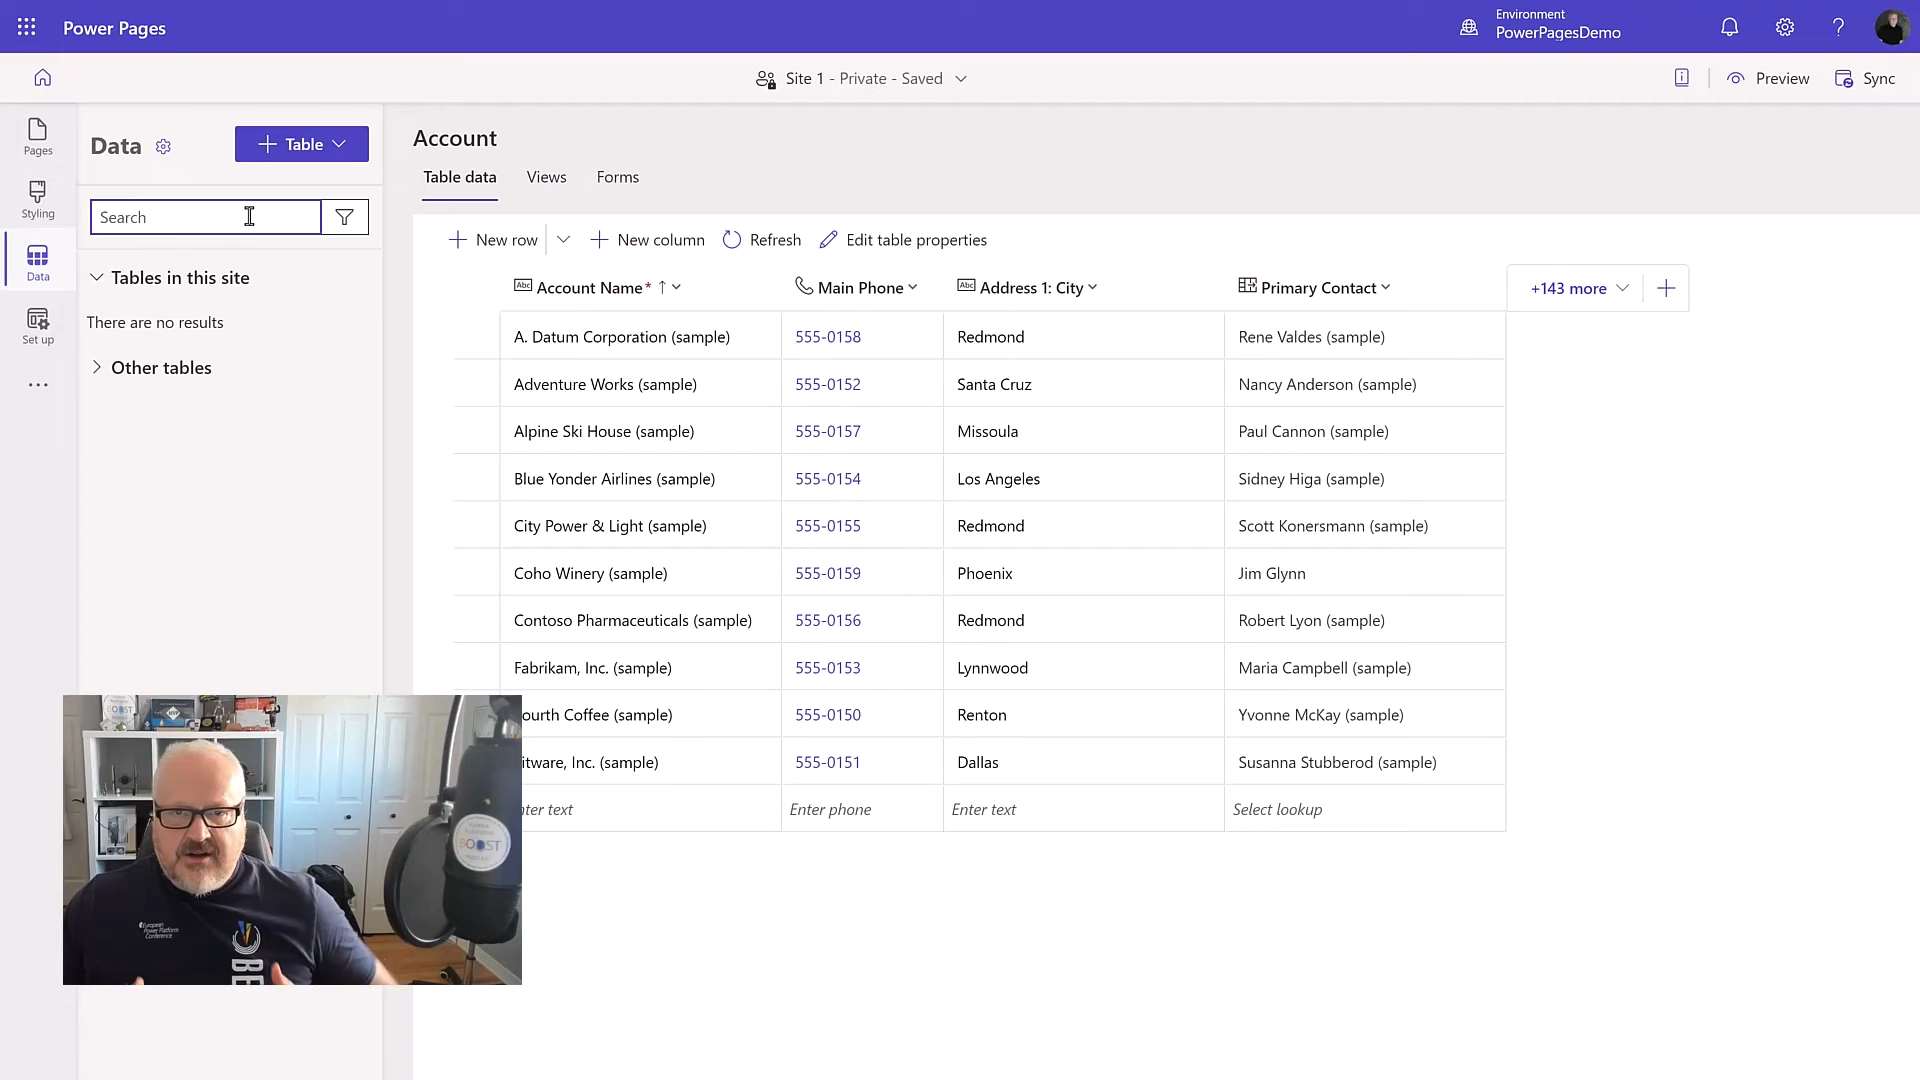 Power Pages
Environment
PowerPagesDemo
Site 1 - Private - Saved
Preview
Sync
Pages
Styling
Data
Set up
Data
Table
Search
Tables in this site
There are no results
Other tables
Account
Table data
Views
Forms
New row
New column
Refresh
Edit table properties
Account Name* Main Phone Address 1: City Primary Contact +143 more
A. Datum Corporation (sample) 555-0158 Redmond Rene Valdes (sample)
Adventure Works (sample) 555-0152 Santa Cruz Nancy Anderson (sample)
Alpine Ski House (sample) 555-0157 Missoula Paul Cannon (sample)
Blue Yonder Airlines (sample) 555-0154 Los Angeles Sidney Higa (sample)
City Power & Light (sample) 555-0155 Redmond Scott Konersmann (sample)
Coho Winery (sample) 555-0159 Phoenix Jim Glynn
Contoso Pharmaceuticals (sample) 555-0156 Redmond Robert Lyon (sample)
Fabrikam, Inc. (sample) 555-0153 Lynnwood Maria Campbell (sample)
ourth Coffee (sample) 555-0150 Renton Yvonne McKay (sample)
itware, Inc. (sample) 555-0151 Dallas Susanna Stubberod (sample)
nter text Enter phone Enter text Select lookup
BOOST
BOOST
European
Power Platform
Conference
BE